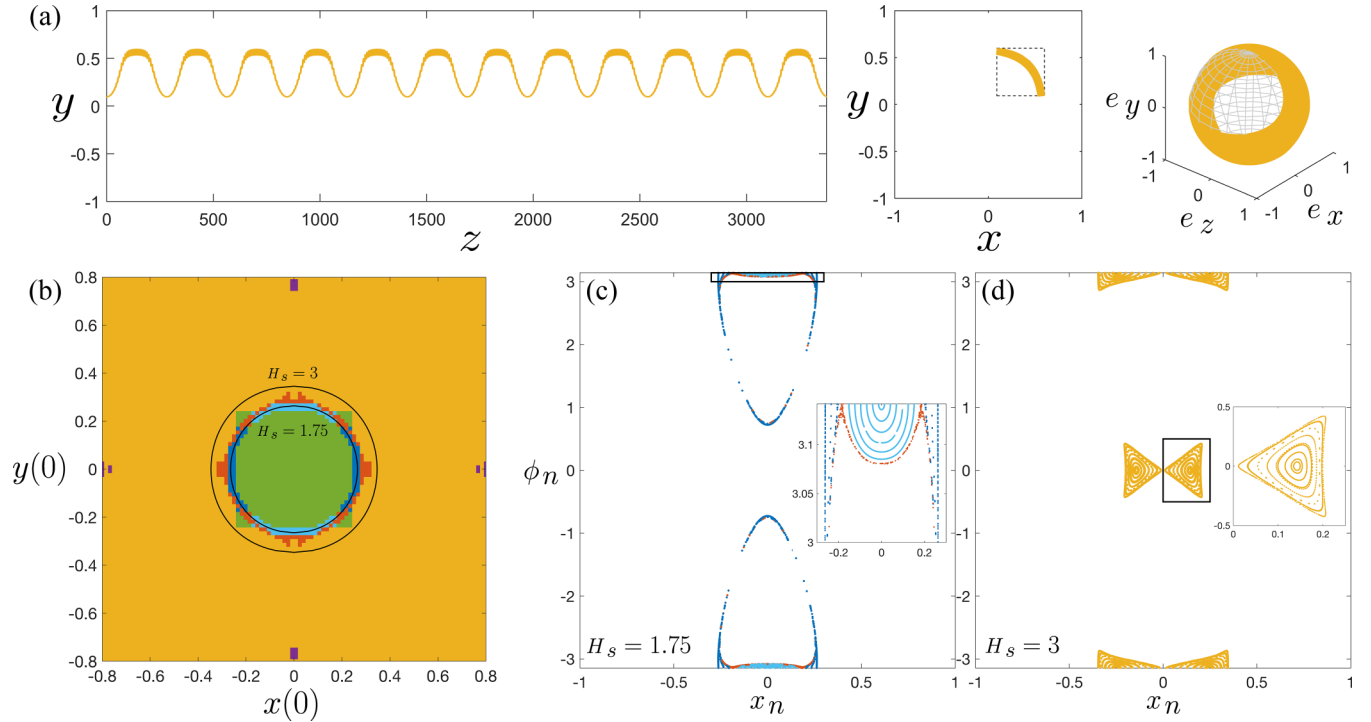 (a)
1
0.5
0
-0.5
-1
y
0 500 1000 1500 2000 2500 3000
z
1
0.5
0
0.5
-1
y
-1 0 1
x
1
0
-1
e y
-1 0 1
e z
-1 0 1
e x
(b)
0.8
0.6
0.4
0.2
0
-0.2
-0.4
-0.6
-0.8
y(0)
H s = 3
H s = 1.75
-0.8 -0.6 -0.4 -0.2 0 0.2 0.4 0.6 0.8
x(0)
(c)
3
2
1
0
-1
-2
-3
ϕ n
3.1
3.05
3
-0.2 0 0.2
H s = 1.75
-1 -0.5 0 0.5 1
x n
(d)
3
2
1
0
-1
-2
-3
0.5
0
-0.5
0 0.1 0.2
H s = 3
-1 -0.5 0 0.5 1
x n